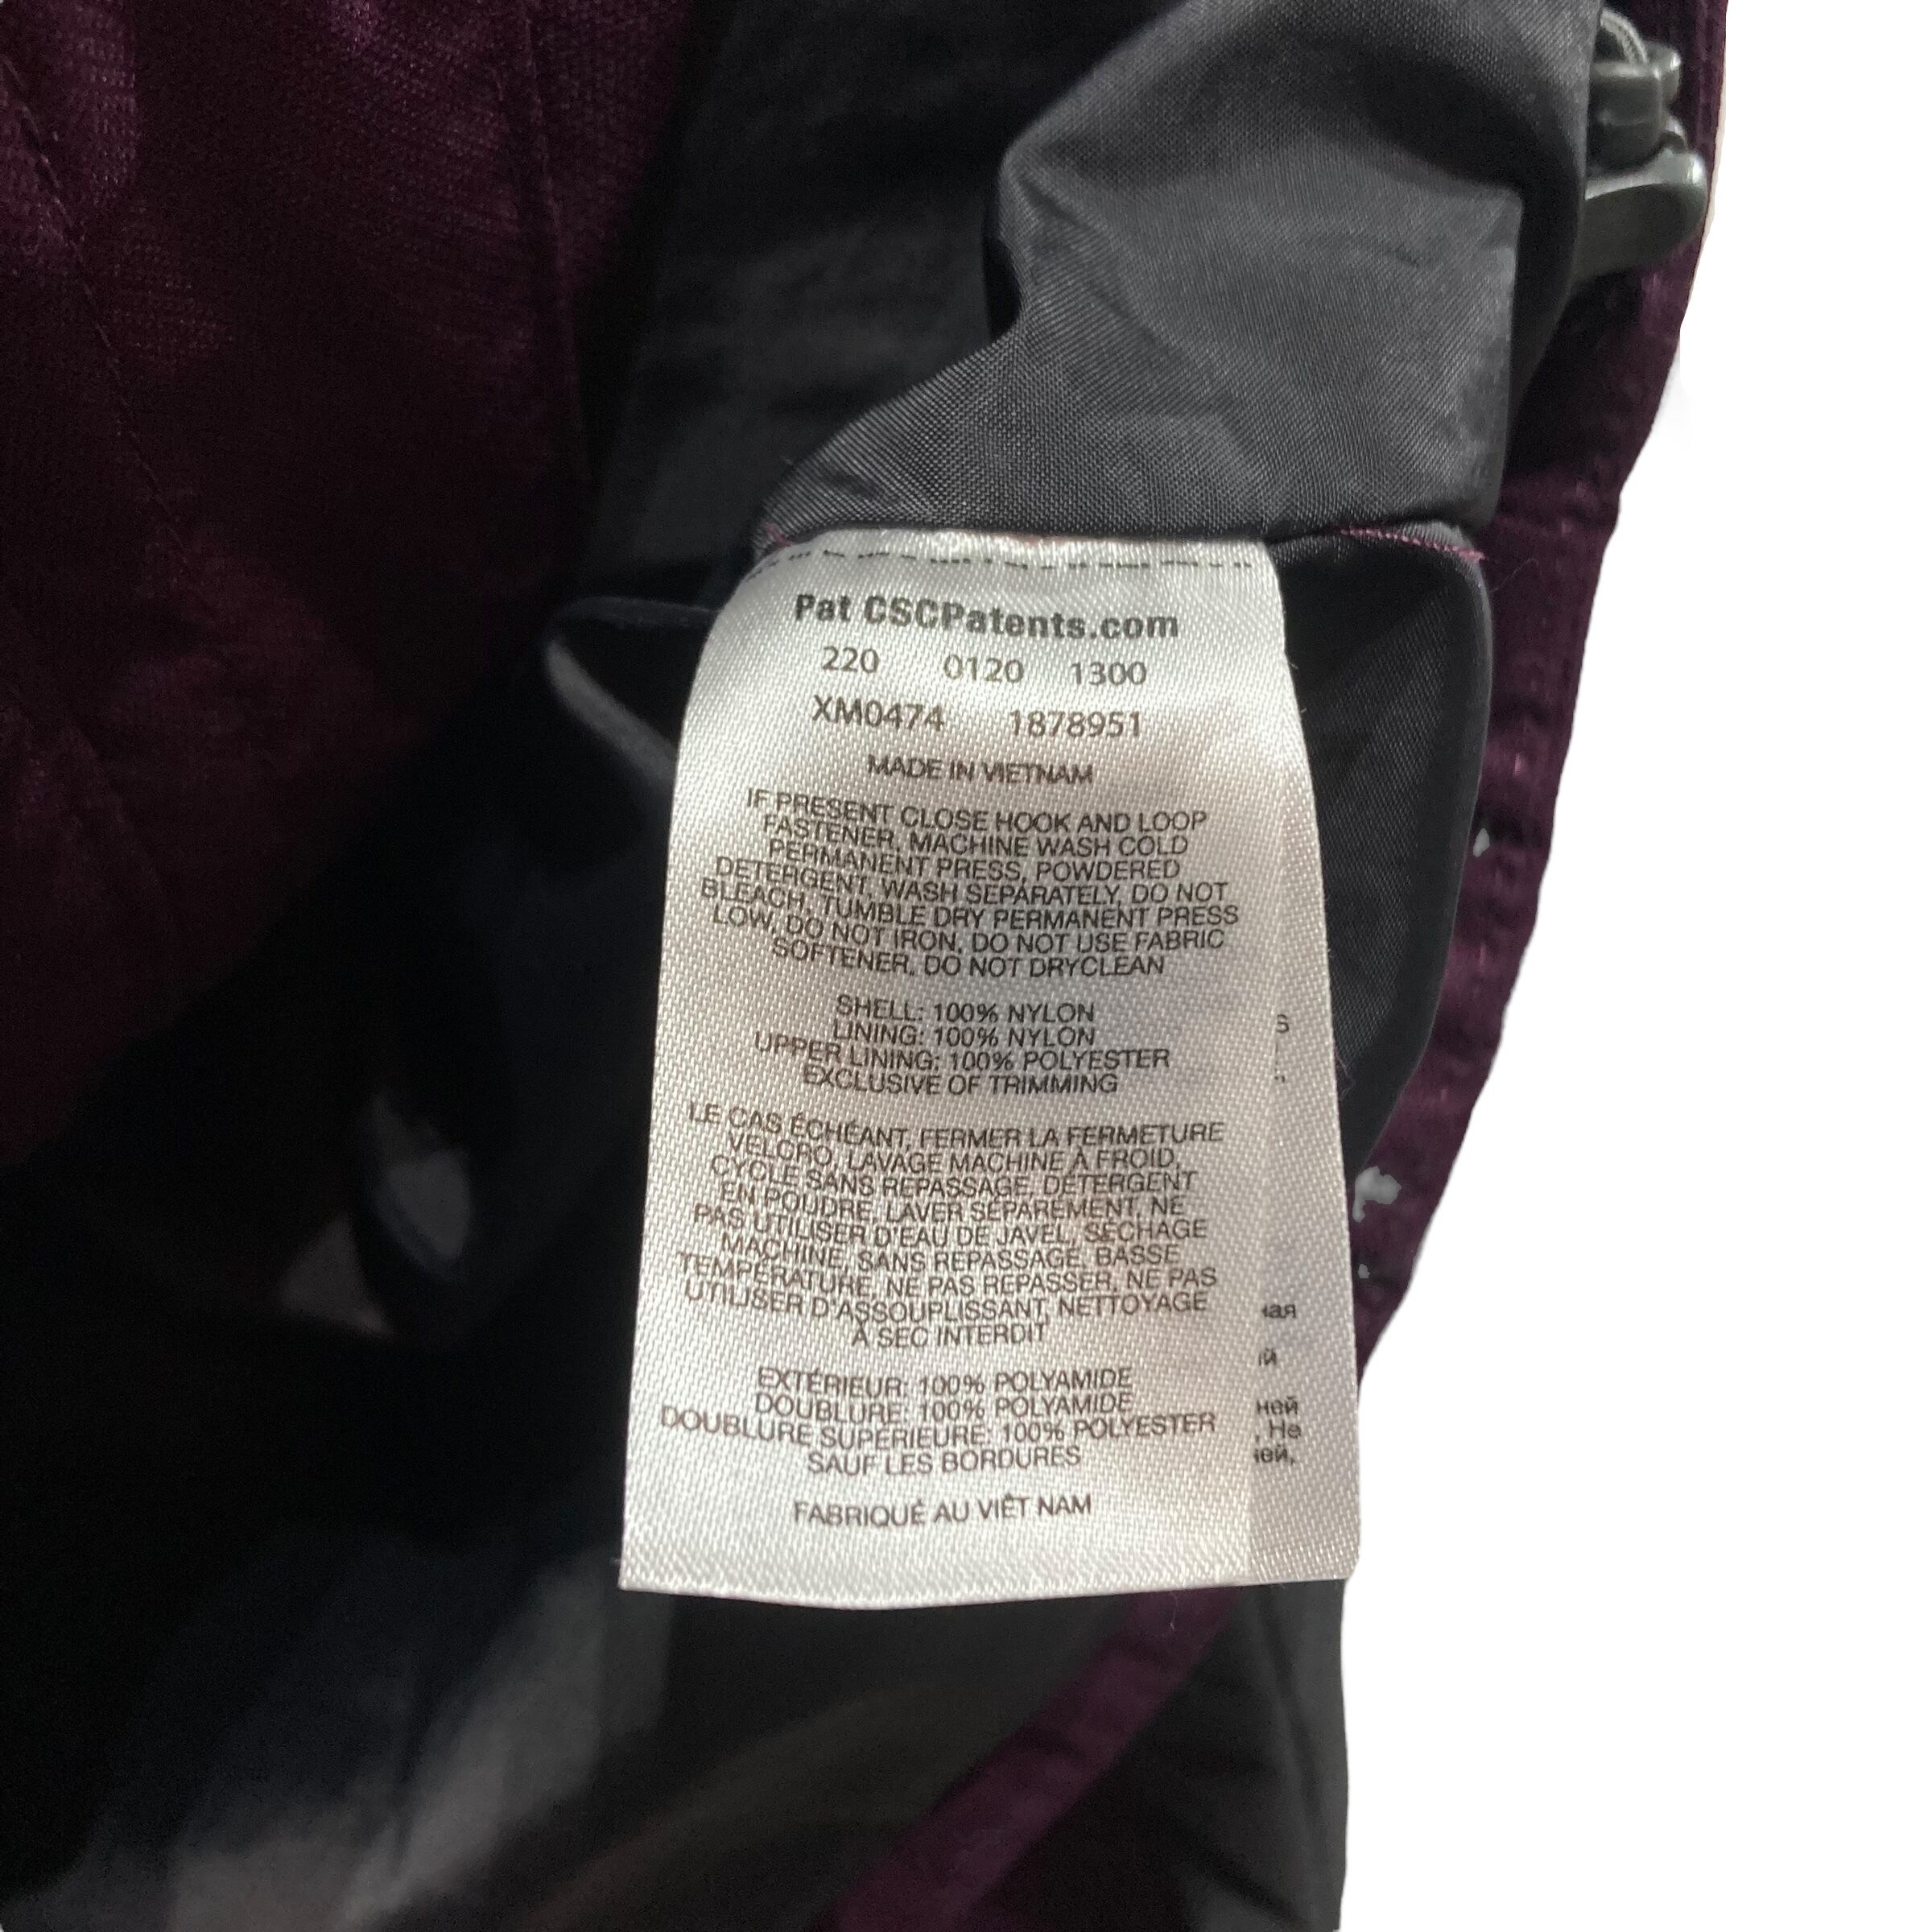 Pat CSCPatents.com
220 0120 1300
XM0474 1878951
MADE IN VIETNAM
IF PRESENT CLOSE HOOK AND LOOP
FASTENER, MACHINE WASH COLD
PERMANENT PRESS, POWDERED
DETERGENT, WASH SEPARATELY, DO NOT
BLEACH, TUMBLE DRY PERMANENT PRESS
LOW, DO NOT IRON, DO NOT USE FABRIC
SOFTENER, DO NOT DRYCLEAN
SHELL: 100% NYLON
LINING: 100% NYLON
UPPER LINING: 100% POLYESTER
EXCLUSIVE OF TRIMMING
LE CAS ÉCHÉANT, FERMER LA FERMETURE
VELCRO, LAVAGE MACHINE À FROID,
CYCLE SANS REPASSAGE, DÉTERGENT
EN POUDRE, LAVER SÉPARÉMENT, NE
PAS UTILISER D'EAU DE JAVEL, SÉCHAGE
MACHINE, SANS REPASSAGE, BASSE
TEMPÉRATURE, NE PAS REPASSER, NE PAS
UTILISER D'ASSOUPLISSANT, NETTOYAGE
À SEC INTERDIT
EXTÉRIEUR: 100% POLYAMIDE
DOUBLURE: 100% POLYAMIDE
DOUBLURE SUPÉRIEURE: 100% POLYESTER
SAUF LES BORDURES
FABRIQUÉ AU VIÊT NAM
, Не